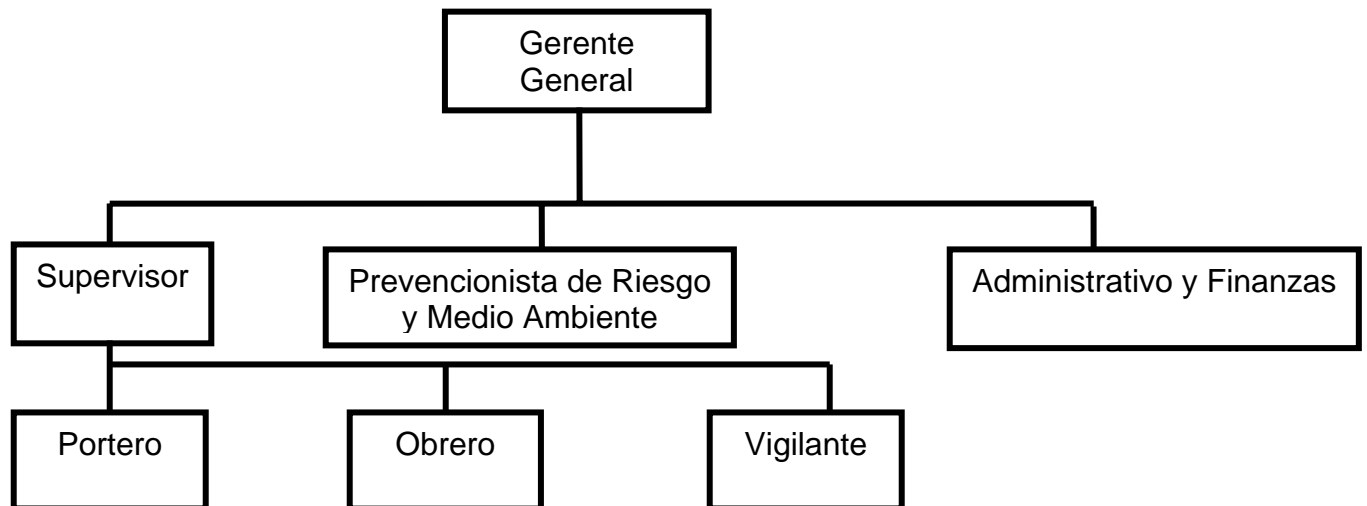 Gerente
General
Supervisor
Prevencionista de Riesgo
y Medio Ambiente
Administrativo y Finanzas
Portero
Obrero
Vigilante